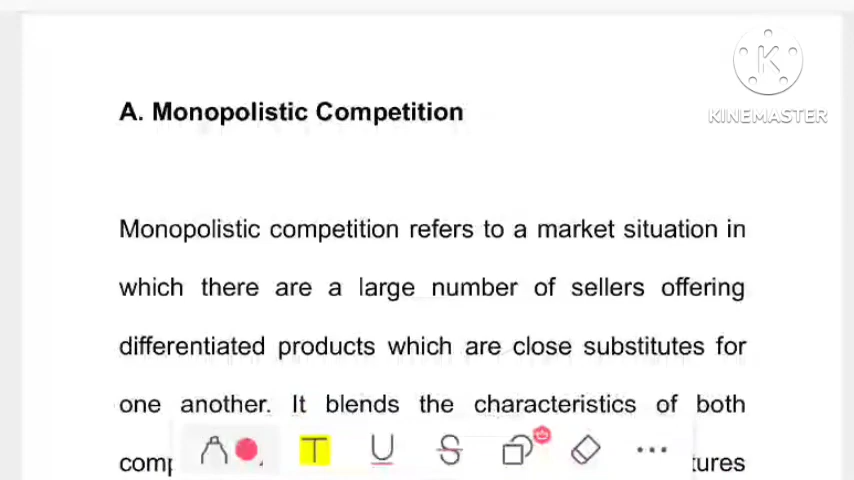 KINEMASTER
A. Monopolistic Competition
Monopolistic competition refers to a market situation in
which there are a large number of sellers offering
differentiated products which are close substitutes for
one another. It blends the characteristics of both